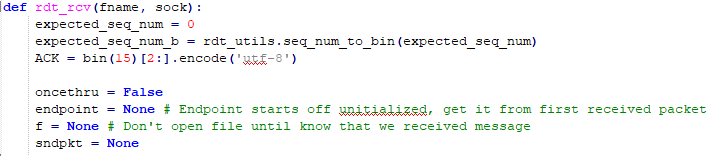 def rdt_rcv(fname, sock):
    expected_seq_num = 0
    expected_seq_num_b = rdt_utils.seq_num_to_bin(expected_seq_num)
    ACK = bin(15)[2:].encode('utf-8')

    oncethru = False
    endpoint = None # Endpoint starts off unitialized, get it from first received packet
    f = None # Don't open file until know that we received message
    sndpkt = None